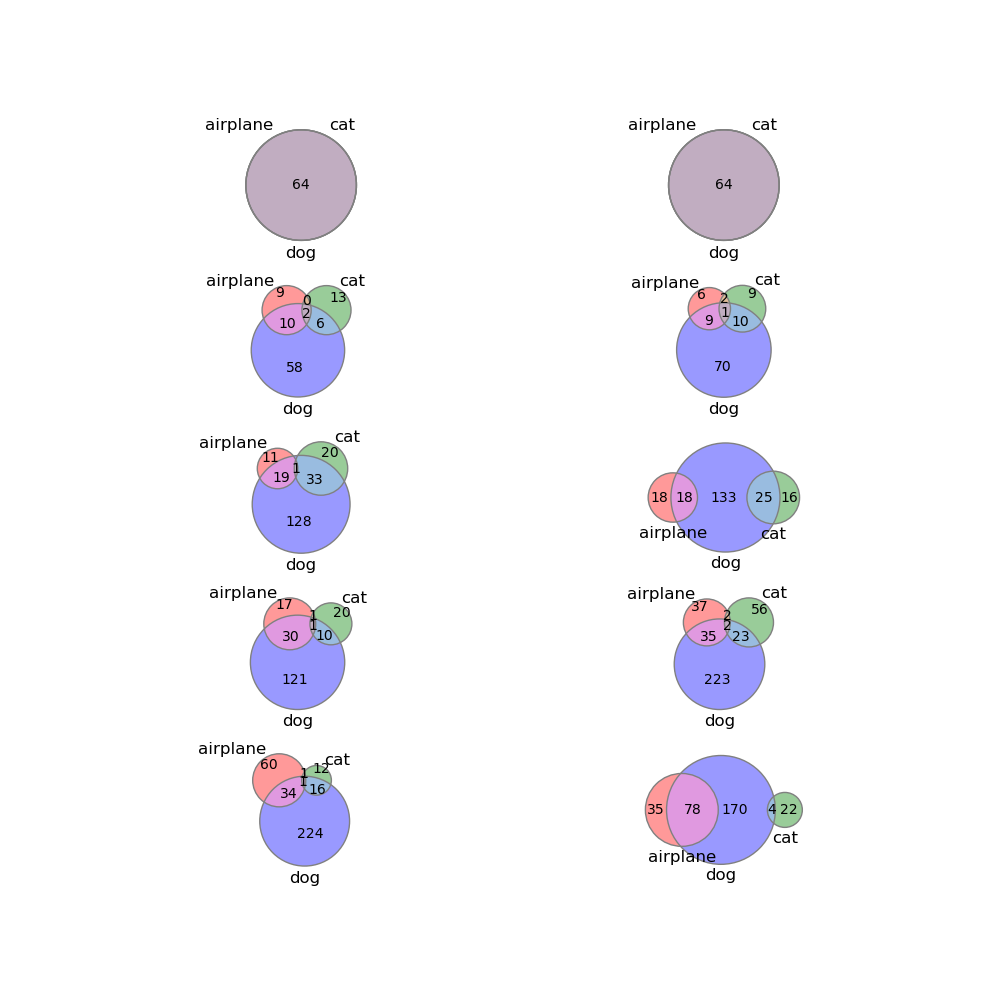 airplane cat
64
dog
airplane cat
64
dog
airplane cat
9 0 13
2
10 6
58
dog
airplane cat
6 2 9
1
9 10
70
dog
airplane cat
11 1 20
19 33
128
dog
18 18 133 25 16
airplane cat
dog
airplane cat
17 1 20
1
30 10
121
dog
airplane cat
37 2 56
2
35 23
223
dog
airplane cat
60 1 12
1
34 16
224
dog
35 78 170 4 22
cat
airplane
dog